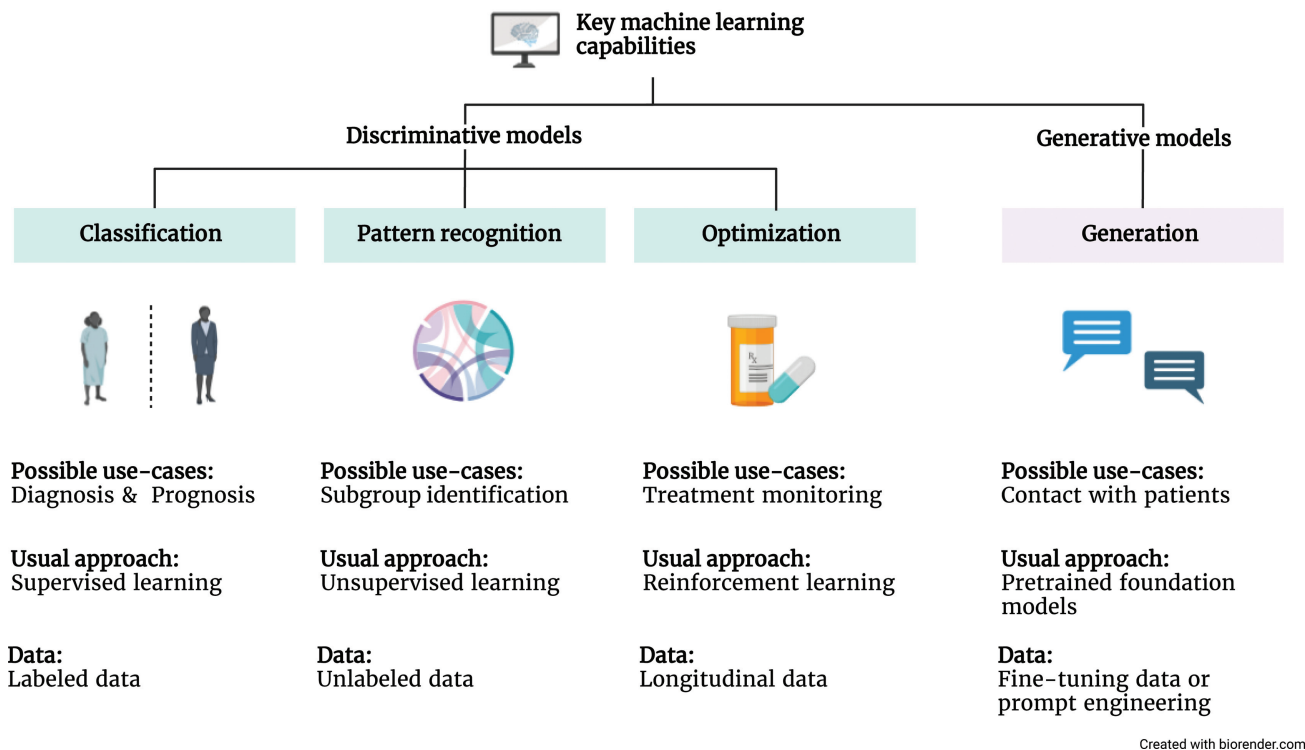 Key machine learning
capabilities
Discriminative models
Generative models
Classification
Pattern recognition
Optimization
Generation
Rx
Possible use-cases:
Diagnosis & Prognosis
Possible use-cases:
Subgroup identification
Possible use-cases:
Treatment monitoring
Possible use-cases:
Contact with patients
Usual approach:
Supervised learning
Usual approach:
Unsupervised learning
Usual approach:
Reinforcement learning
Usual approach:
Pretrained foundation
models
Data:
Labeled data
Data:
Unlabeled data
Data:
Longitudinal data
Data:
Fine-tuning data or
prompt engineering
Created with biorender.com